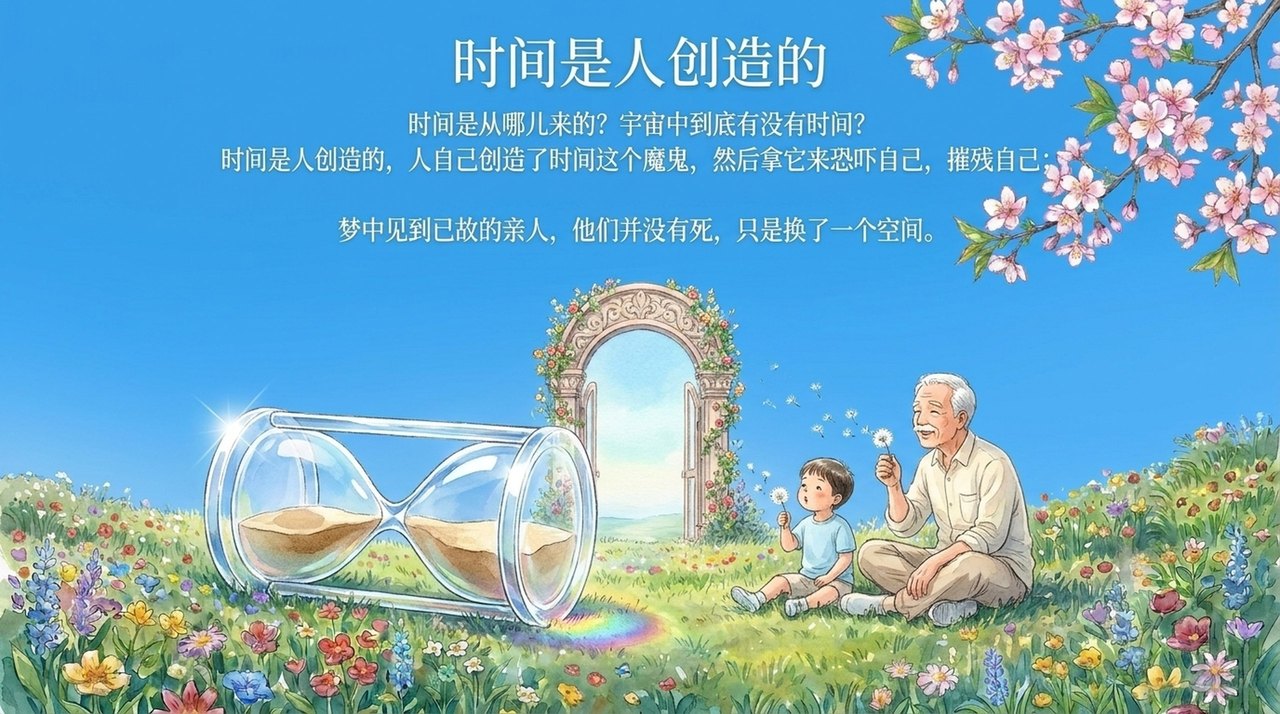 时间是人创造的
时间是从哪儿来的？宇宙中到底有没有时间？
时间是人创造的，人自己创造了时间这个魔鬼，然后拿它来恐吓自己，摧残自己；
梦中见到已故的亲人，他们并没有死，只是换了一个空间。